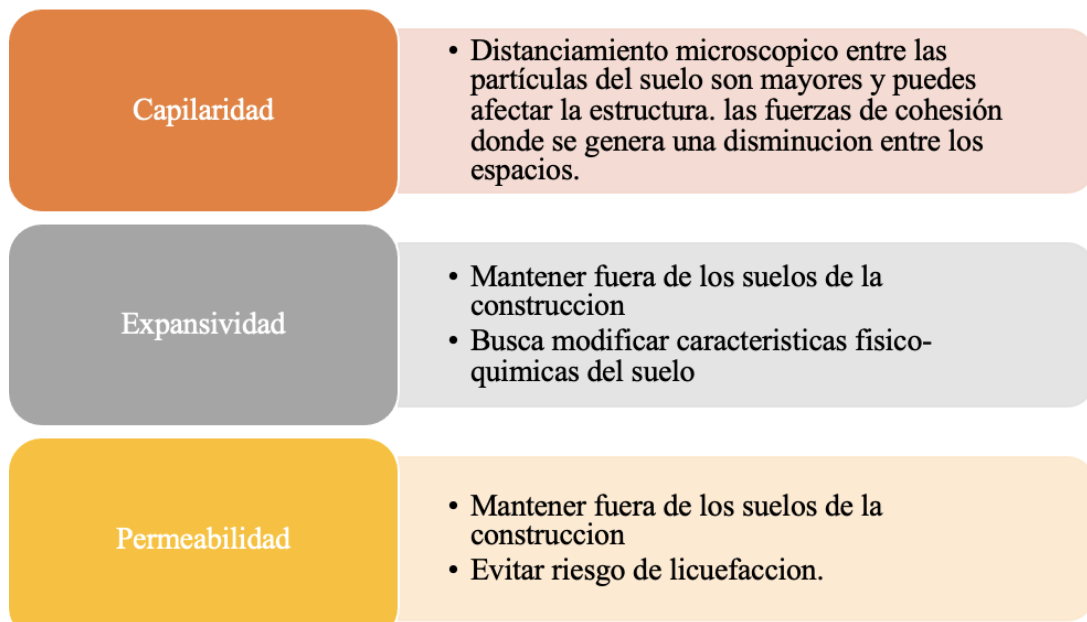 Capilaridad
• Distanciamiento microscopico entre las
partículas del suelo son mayores y puedes
afectar la estructura. las fuerzas de cohesión
donde se genera una disminucion entre los
espacios.
Expansividad
• Mantener fuera de los suelos de la
construccion
• Busca modificar caracteristicas fisico-
quimicas del suelo
Permeabilidad
• Mantener fuera de los suelos de la
construccion
• Evitar riesgo de licuefaccion.